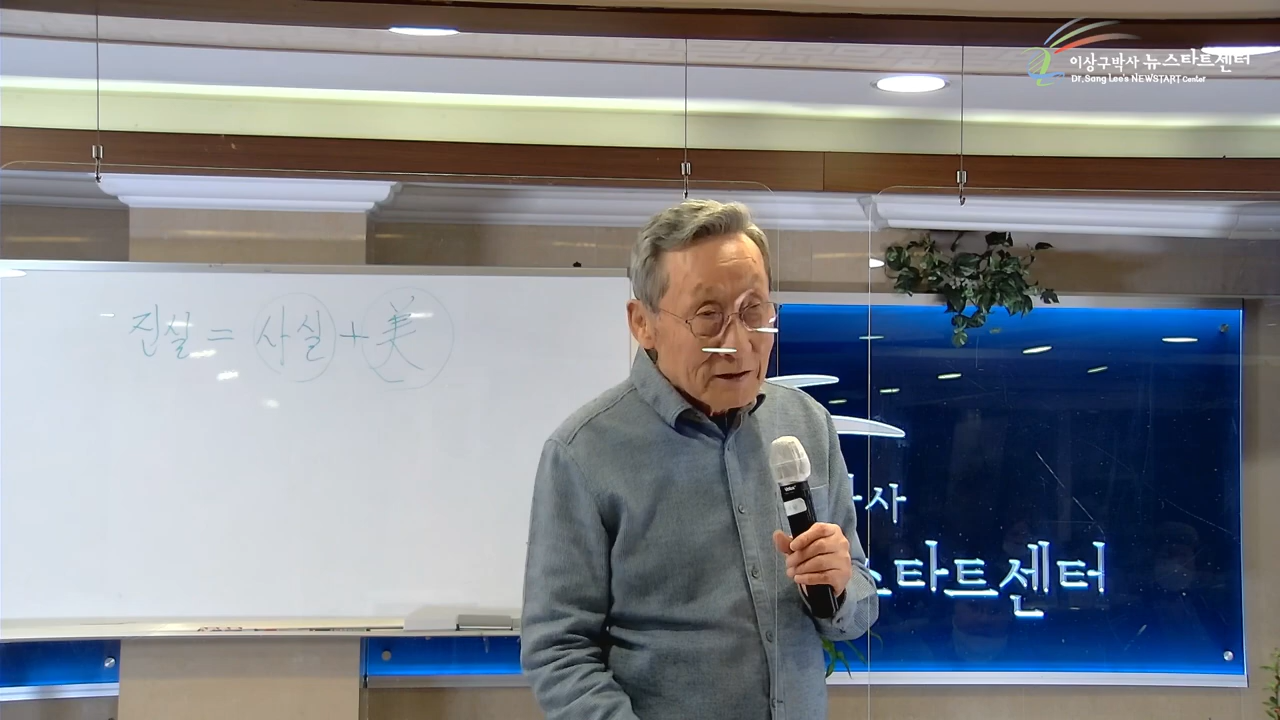 이상구박사 뉴스타트센터
Dr. Sang Lee's NEWSTART Center
진실 = 사실 + 美
사
스타트센터